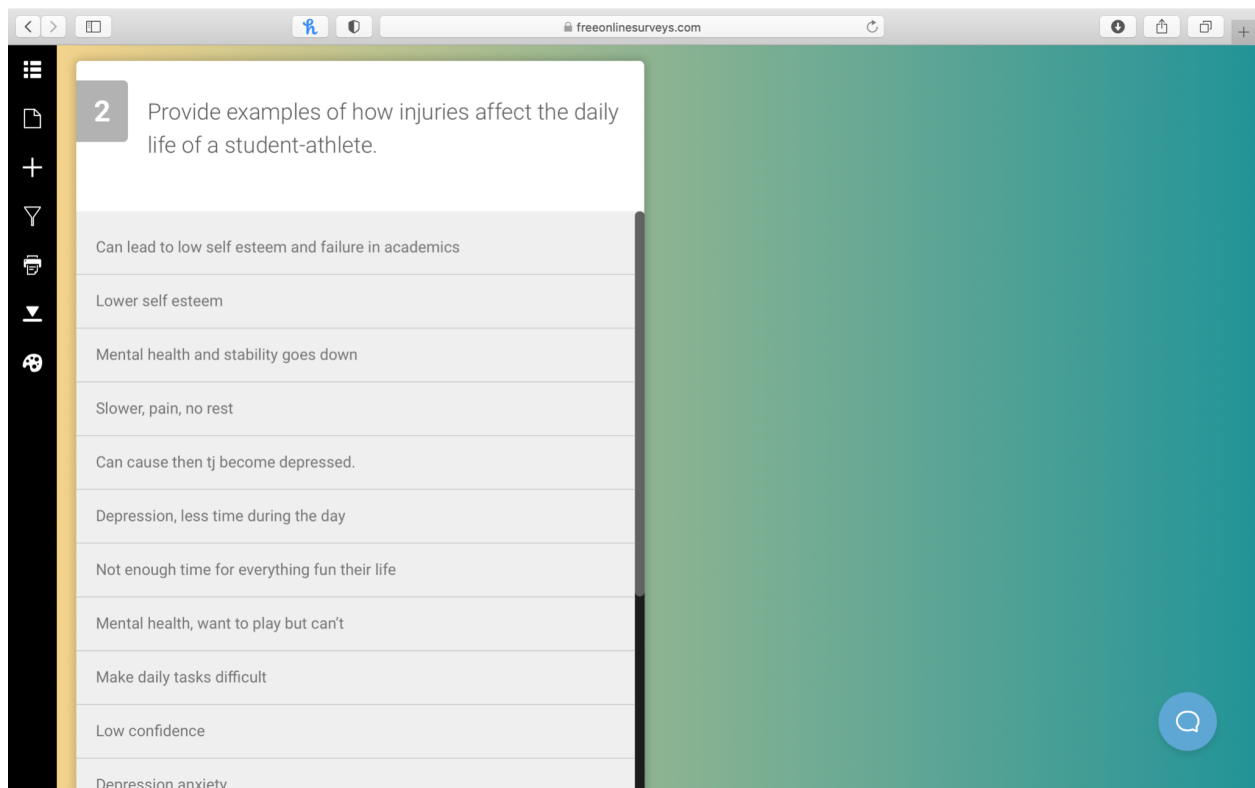 freeonlinesurveys.com
2
Provide examples of how injuries affect the daily
life of a student-athlete.
Can lead to low self esteem and failure in academics
Lower self esteem
Mental health and stability goes down
Slower, pain, no rest
Can cause then tj become depressed.
Depression, less time during the day
Not enough time for everything fun their life
Mental health, want to play but can't
Make daily tasks difficult
Low confidence
Depression anxiety